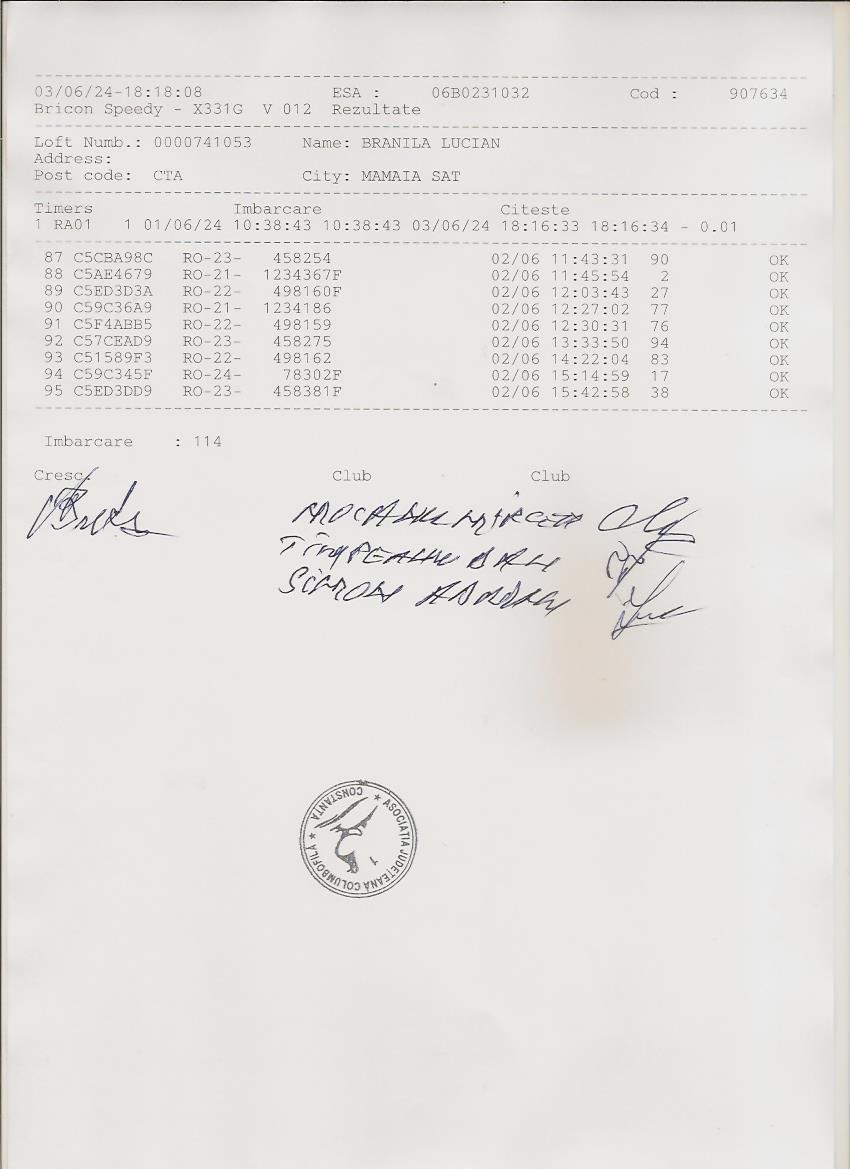 03/06/24-18:18:08 ESA : 06B0231032 Cod : 907634
Bricon Speedy - X331G V 012 Rezultate
Loft Numb.: 0000741053 Name: BRANILA LUCIAN
Address:
Post code: CTA City: MAMAIA SAT
Timers Imbarcare Citeste
1 RA01 1 01/06/24 10:38:43 10:38:43 03/06/24 18:16:33 18:16:34 - 0.01
87 C5CBA98C RO-23- 458254 02/06 11:43:31 90 OK
88 C5AE4679 RO-21- 1234367F 02/06 11:45:54 2 OK
89 C5ED3D3A RO-22- 498160F 02/06 12:03:43 27 OK
90 C59C36A9 RO-21- 1234186 02/06 12:27:02 77 OK
91 C5F4ABB5 RO-22- 498159 02/06 12:30:31 76 OK
92 C57CEAD9 RO-23- 458275 02/06 13:33:50 94 OK
93 C51589F3 RO-22- 498162 02/06 14:22:04 83 OK
94 C59C345F RO-24- 78302F 02/06 15:14:59 17 OK
95 C5ED3DD9 RO-23- 458381F 02/06 15:42:58 38 OK
Imbarcare : 114
Cresc. Club Club
ASOCIAŢIA JUDEŢEANĂ COLUMBOFILĂ * CONSTANŢA *
1